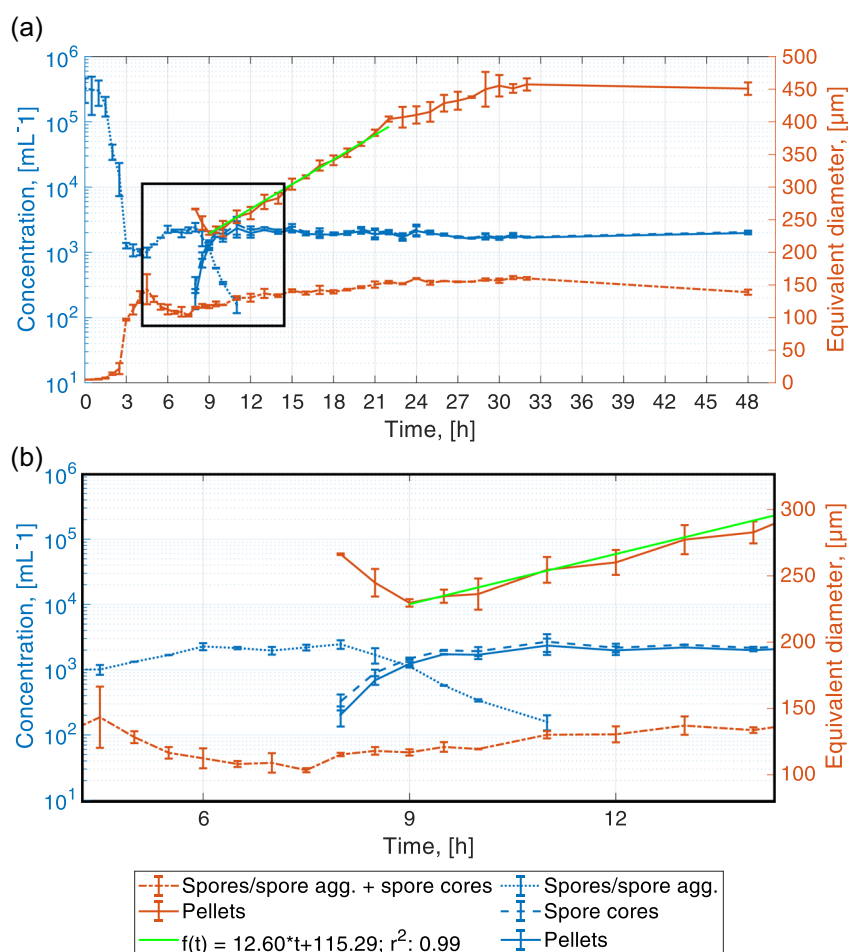 (a)
10^6
10^5
10^4
10^3
10^2
10^1
Concentration, [mL^-1]
500
450
400
350
300
250
200
150
100
50
0
Equivalent diameter, [µm]
0 3 6 9 12 15 18 21 24 27 30 33 36 39 42 45 48
Time, [h]
(b)
10^6
10^5
10^4
10^3
10^2
10^1
Concentration, [mL^-1]
300
250
200
150
100
Equivalent diameter, [µm]
6 9 12
Time, [h]
Spores/spore agg. + spore cores
Pellets
f(t) = 12.60*t+115.29; r²: 0.99
Spores/spore agg.
Spore cores
Pellets